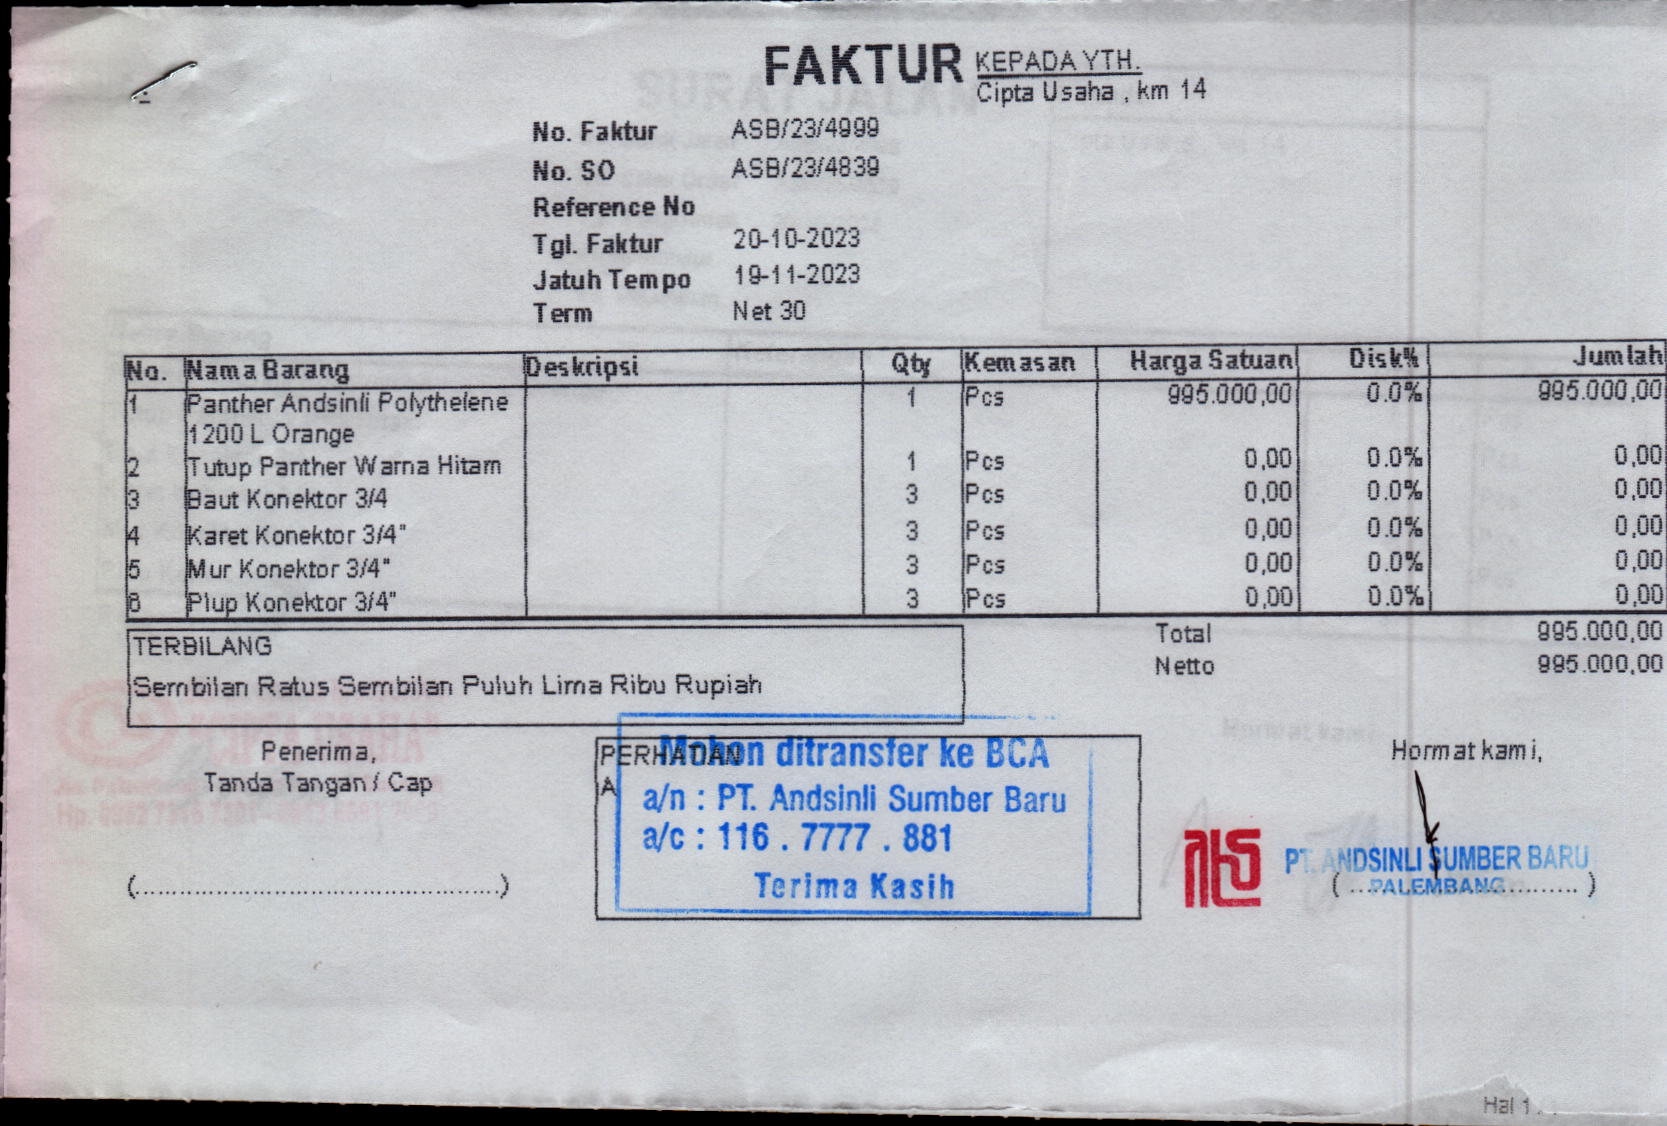 FAKTUR
KEPADA YTH.
Cipta Usaha , km 14
No. Faktur ASB/23/4999
No. SO ASB/23/4839
Reference No
Tgl. Faktur 20-10-2023
Jatuh Tempo 19-11-2023
Term Net 30
No. Nama Barang Deskripsi Qty Kemasan Harga Satuan Disk% Jumlah
1 Panther Andsinli Polythelene 1 Pcs 995.000,00 0.0% 995.000,00
1200 L Orange
2 Tutup Panther Warna Hitam 1 Pcs 0,00 0.0% 0,00
3 Baut Konektor 3/4 3 Pcs 0,00 0.0% 0,00
4 Karet Konektor 3/4" 3 Pcs 0,00 0.0% 0,00
5 Mur Konektor 3/4" 3 Pcs 0,00 0.0% 0,00
6 Plup Konektor 3/4" 3 Pcs 0,00 0.0% 0,00
Total 995.000,00
Netto 995.000,00
TERBILANG
Sembilan Ratus Sembilan Puluh Lima Ribu Rupiah
Penerima,
Tanda Tangan / Cap
(................................................)
PERHATIAN
A
Mohon ditransfer ke BCA
a/n : PT. Andsinli Sumber Baru
a/c : 116 . 7777 . 881
Terima Kasih
Hormat kami,
PT. ANDSINLI SUMBER BARU
PALEMBANG
SURAT JALAN
"CIPTA USAHA"
Hormat kami
Hal 1